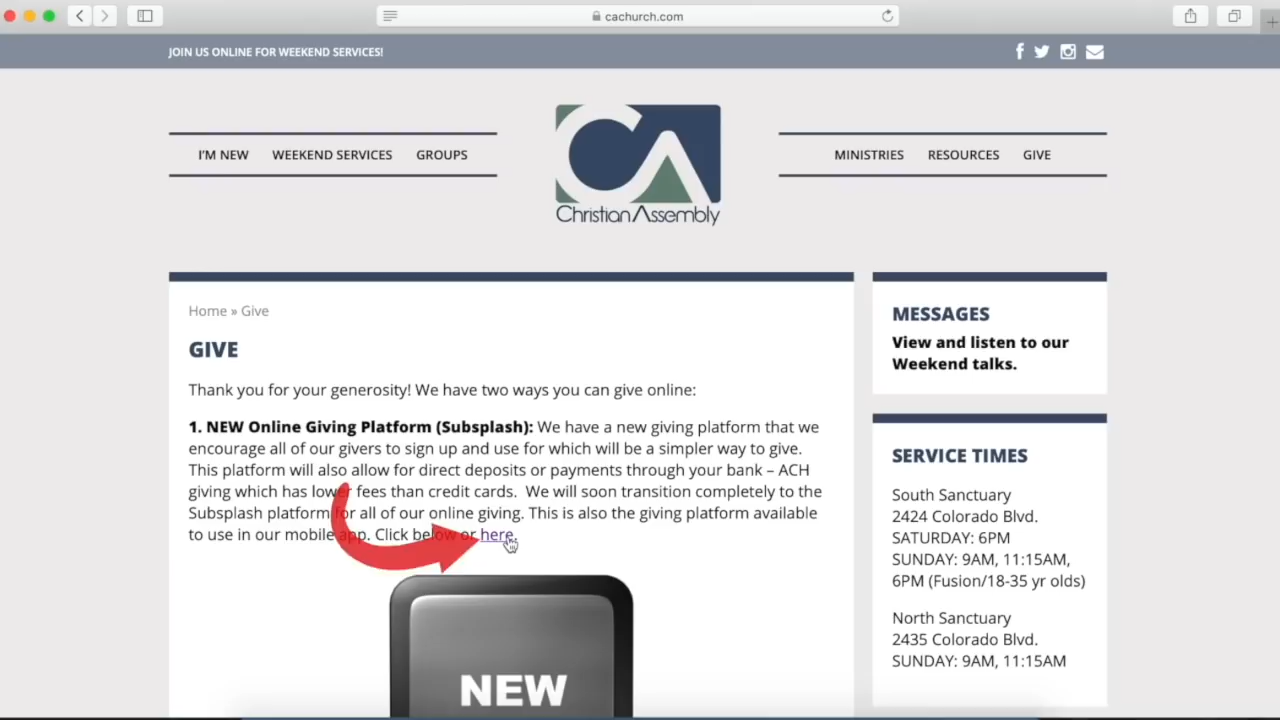 cachurch.com
JOIN US ONLINE FOR WEEKEND SERVICES!
I'M NEW WEEKEND SERVICES GROUPS
CA
Christian Assembly
MINISTRIES RESOURCES GIVE
Home » Give
GIVE
Thank you for your generosity! We have two ways you can give online:
1. NEW Online Giving Platform (Subsplash): We have a new giving platform that we
encourage all of our givers to sign up and use for which will be a simpler way to give.
This platform will also allow for direct deposits or payments through your bank – ACH
giving which has lower fees than credit cards. We will soon transition completely to the
Subsplash platform for all of our online giving. This is also the giving platform available
to use in our mobile app. Click below or here.
NEW
MESSAGES
View and listen to our
Weekend talks.
SERVICE TIMES
South Sanctuary
2424 Colorado Blvd.
SATURDAY: 6PM
SUNDAY: 9AM, 11:15AM,
6PM (Fusion/18-35 yr olds)
North Sanctuary
2435 Colorado Blvd.
SUNDAY: 9AM, 11:15AM